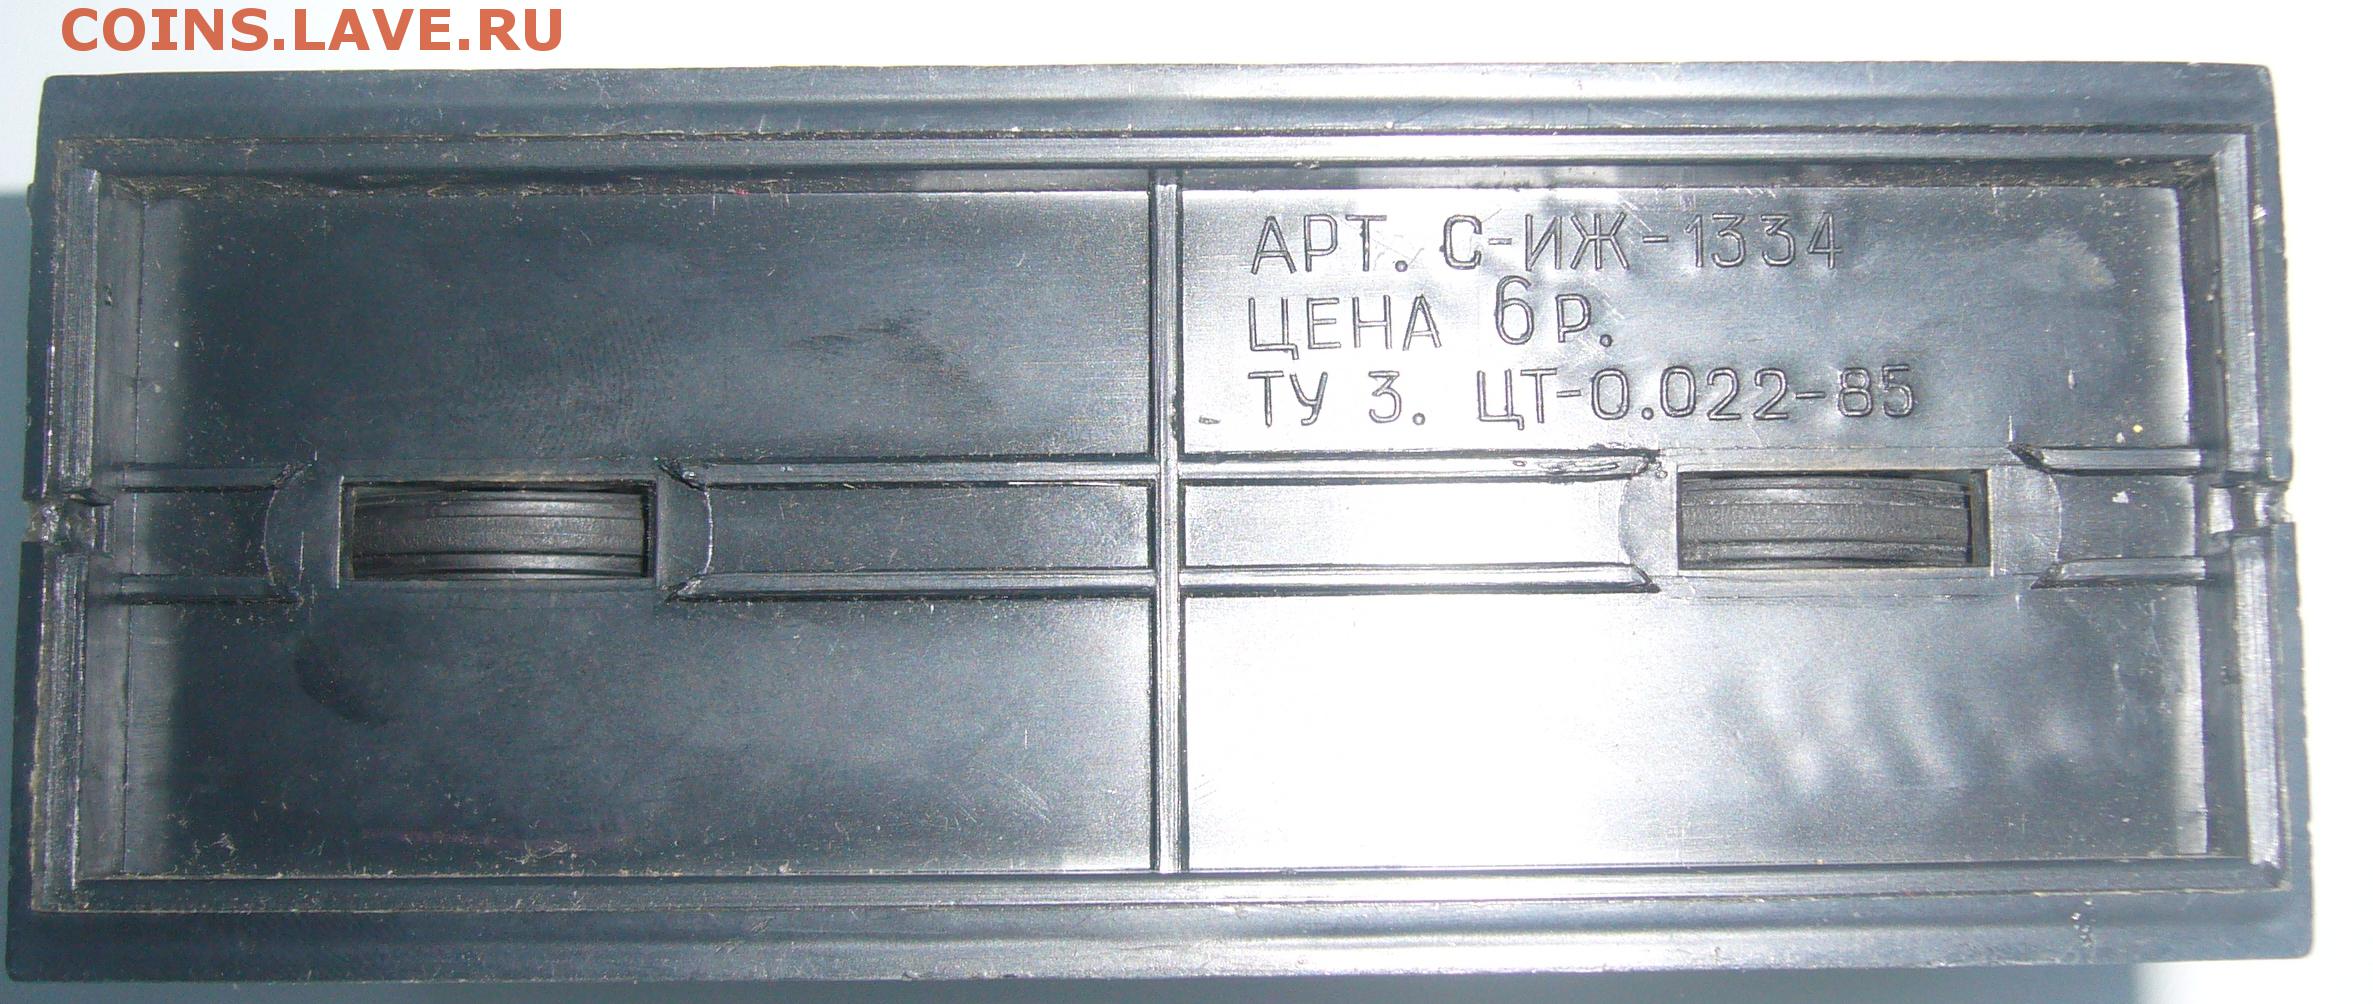 COINS.LAVE.RU
АРТ. С-ИЖ-1334
ЦЕНА 6р.
ТУ 3. ЦТ-0.022-85